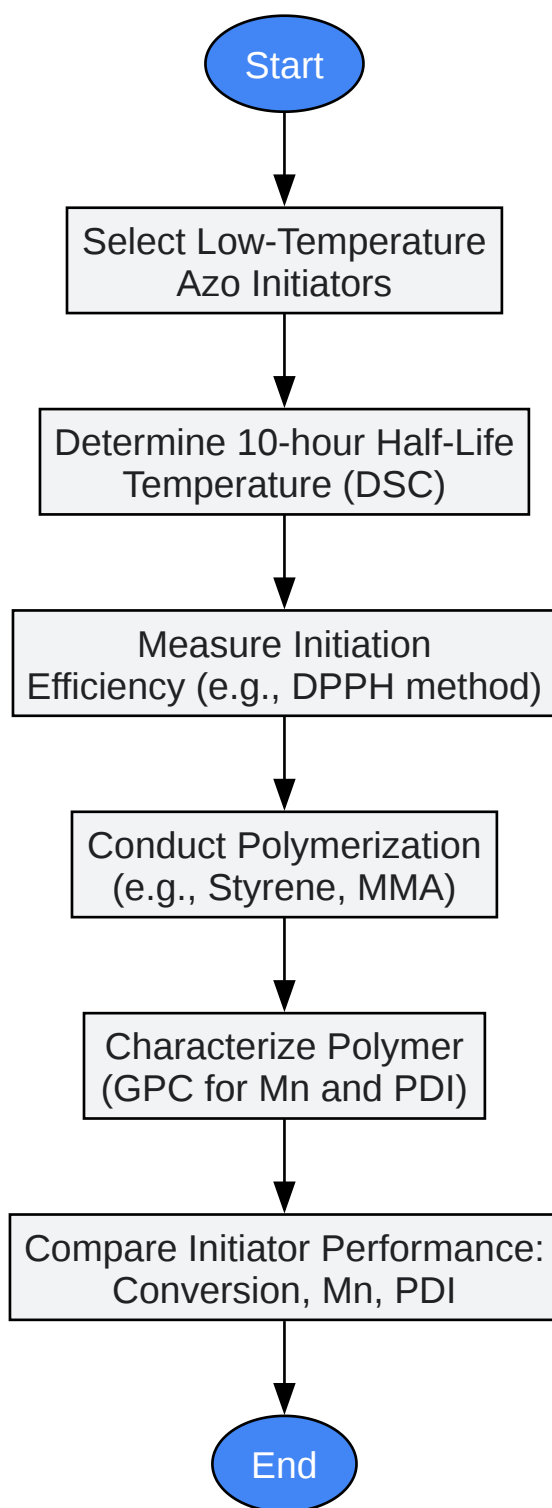 Start
Select Low-Temperature
Azo Initiators
Determine 10-hour Half-Life
Temperature (DSC)
Measure Initiation
Efficiency (e.g., DPPH method)
Conduct Polymerization
(e.g., Styrene, MMA)
Characterize Polymer
(GPC for Mn and PDI)
Compare Initiator Performance:
Conversion, Mn, PDI
End